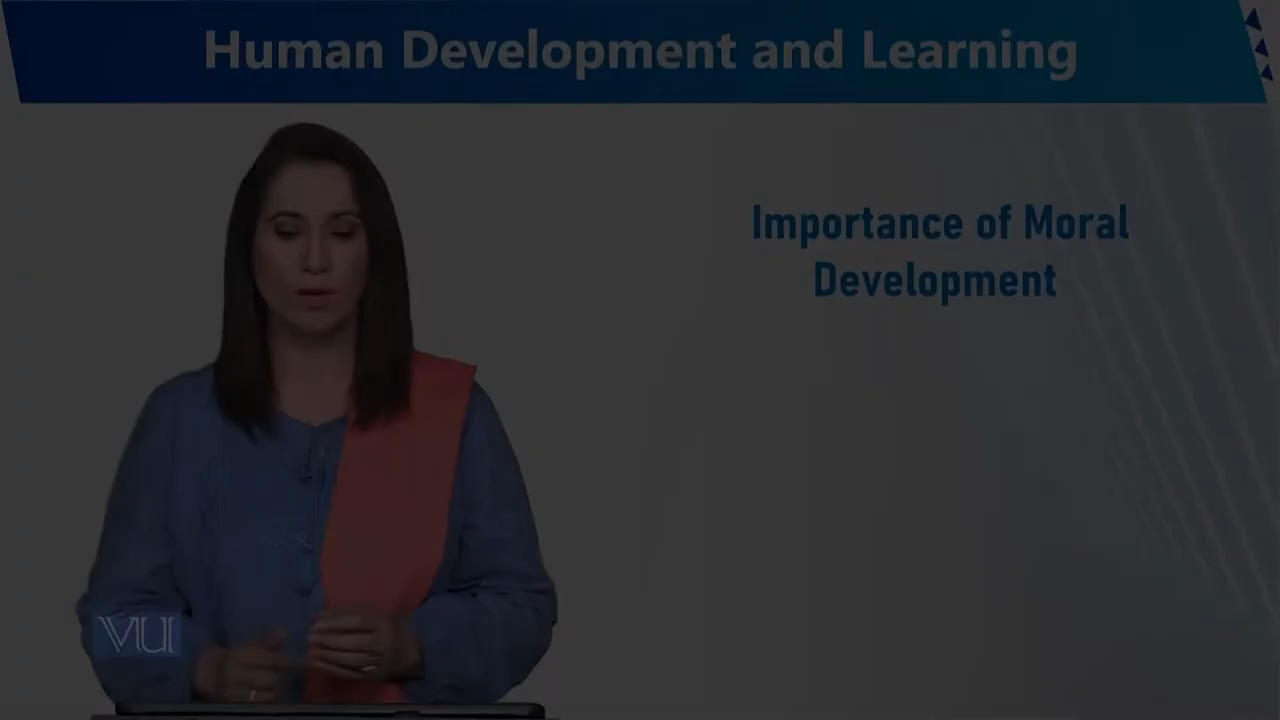 Human Development and Learning
Importance of Moral
Development
VU